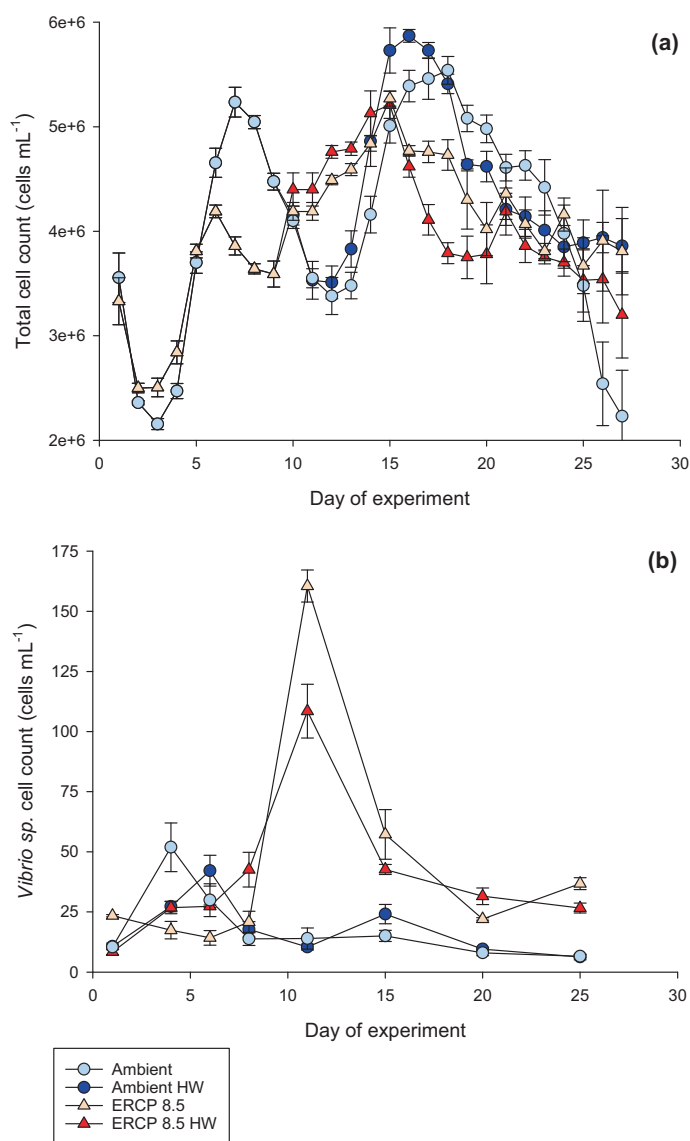 (a)
Total cell count (cells mL-1)
6e+6
5e+6
4e+6
3e+6
2e+6
0 5 10 15 20 25 30
Day of experiment
(b)
Vibrio sp. cell count (cells mL-1)
175
150
125
100
75
50
25
0
0 5 10 15 20 25 30
Day of experiment
Ambient
Ambient HW
ERCP 8.5
ERCP 8.5 HW